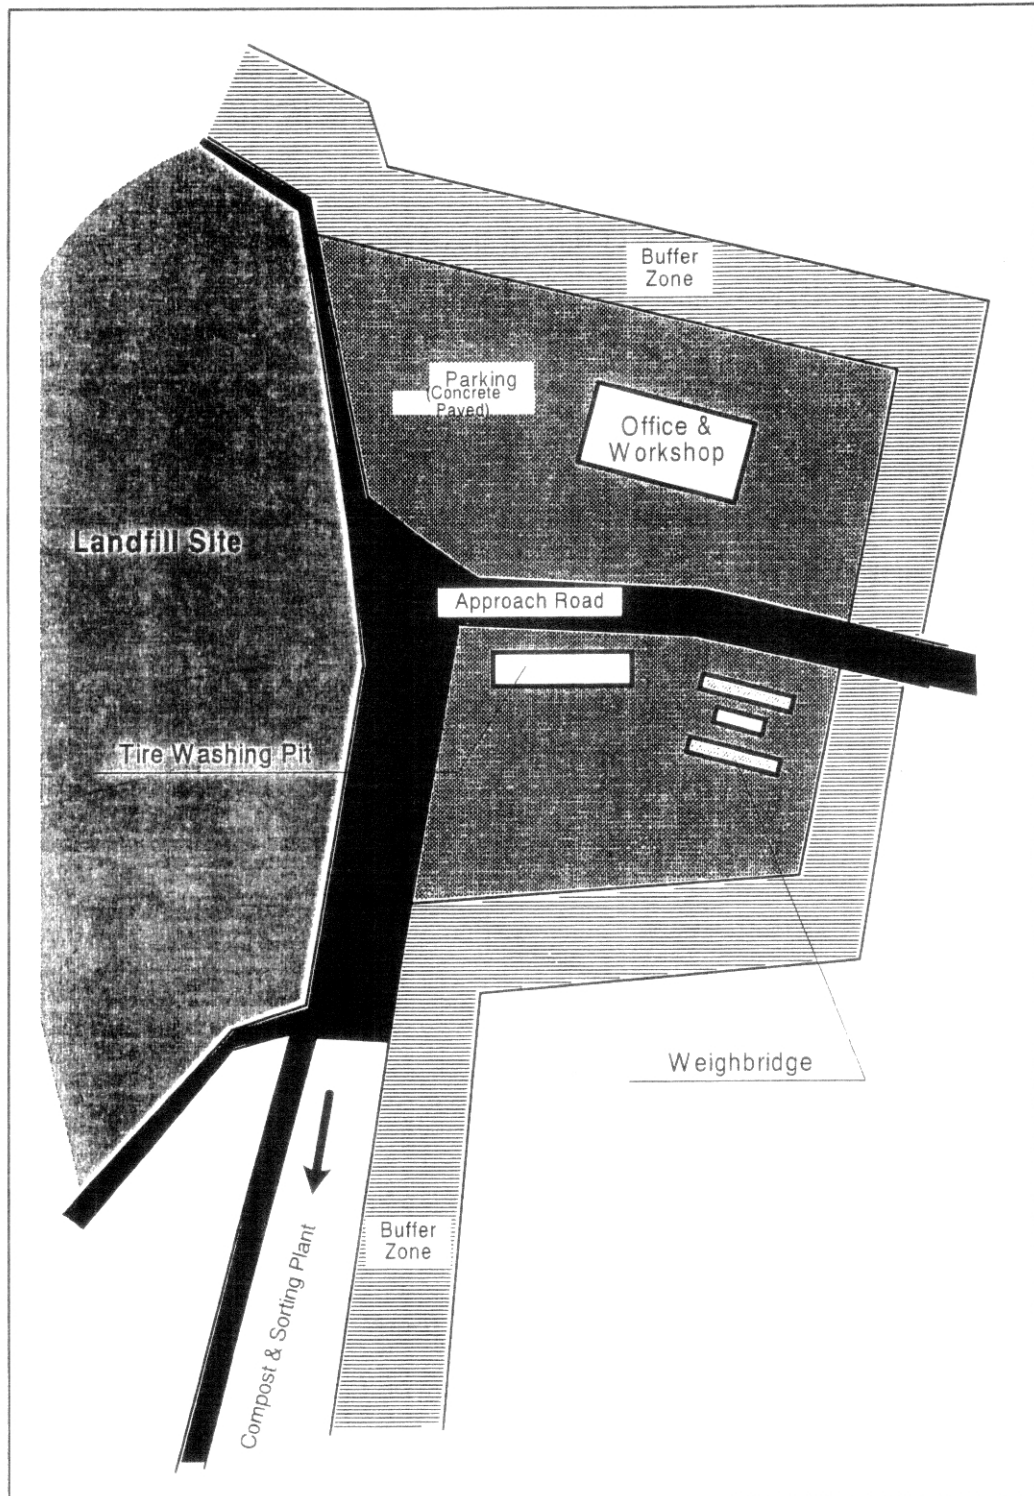 Buffer
Zone
Parking
(Concrete
Paved)
Office &
Workshop
Landfill Site
Approach Road
Tire Washing Pit
Weighbridge
Buffer
Zone
Compost & Sorting Plant